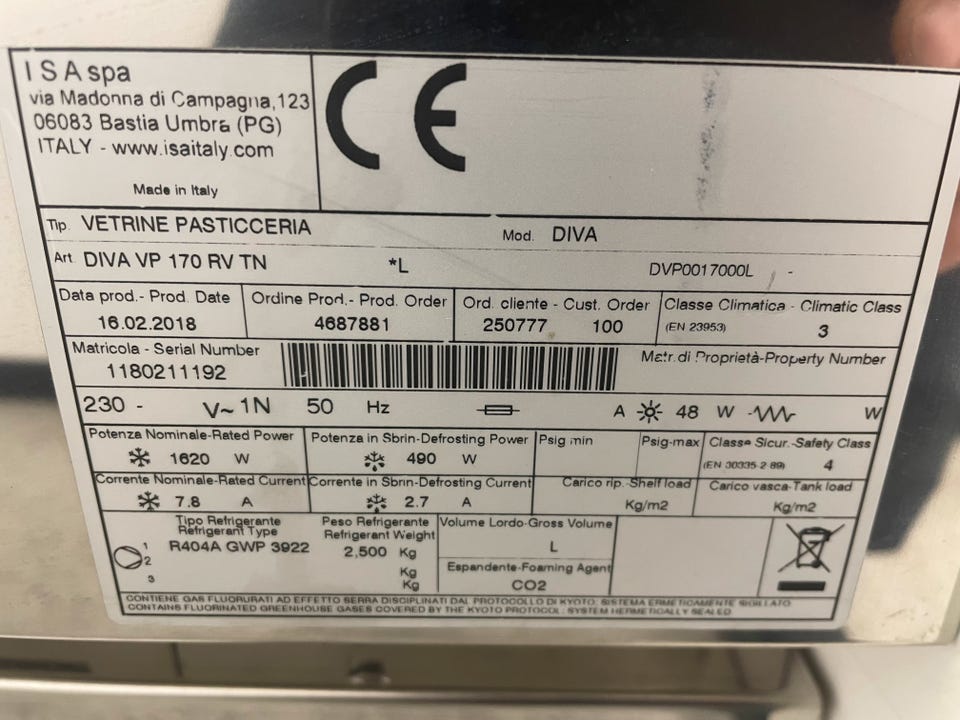 I S A spa
via Madonna di Campagna,123
06083 Bastia Umbra (PG)
ITALY - www.isaitaly.com
Made in Italy
CE
Tip. VETRINE PASTICCERIA Mod. DIVA
Art. DIVA VP 170 RV TN *L DVP0017000L -
Data prod.- Prod. Date Ordine Prod.- Prod. Order Ord. cliente - Cust. Order Classe Climatica - Climatic Class
16.02.2018 4687881 250777 100 (EN 23953) 3
Matricola - Serial Number Matr. di Proprietà-Property Number
1180211192
230 - V~ 1N 50 Hz A 48 W W
Potenza Nominale-Rated Power Potenza in Sbrin-Defrosting Power Psig min Psig-max Classe Sicur.-Safety Class
1620 W 490 W (EN 30335-2-89) 4
Corrente Nominale-Rated Current Corrente in Sbrin-Defrosting Current Carico rip.-Shelf load Carico vasca-Tank load
7.8 A 2.7 A Kg/m2 Kg/m2
Tipo Refrigerante Peso Refrigerante Volume Lordo-Gross Volume
Refrigerant Type Refrigerant Weight
1 R404A GWP 3922 2,500 Kg L
2 Kg Espandente-Foaming Agent
3 Kg CO2
CONTIENE GAS FLUORURATI AD EFFETTO SERRA DISCIPLINATI DAL PROTOCOLLO DI KYOTO: SISTEMA ERMETICAMENTE SIGILLATO
CONTAINS FLUORINATED GREENHOUSE GASES COVERED BY THE KYOTO PROTOCOL: SYSTEM HERMETICALLY SEALED